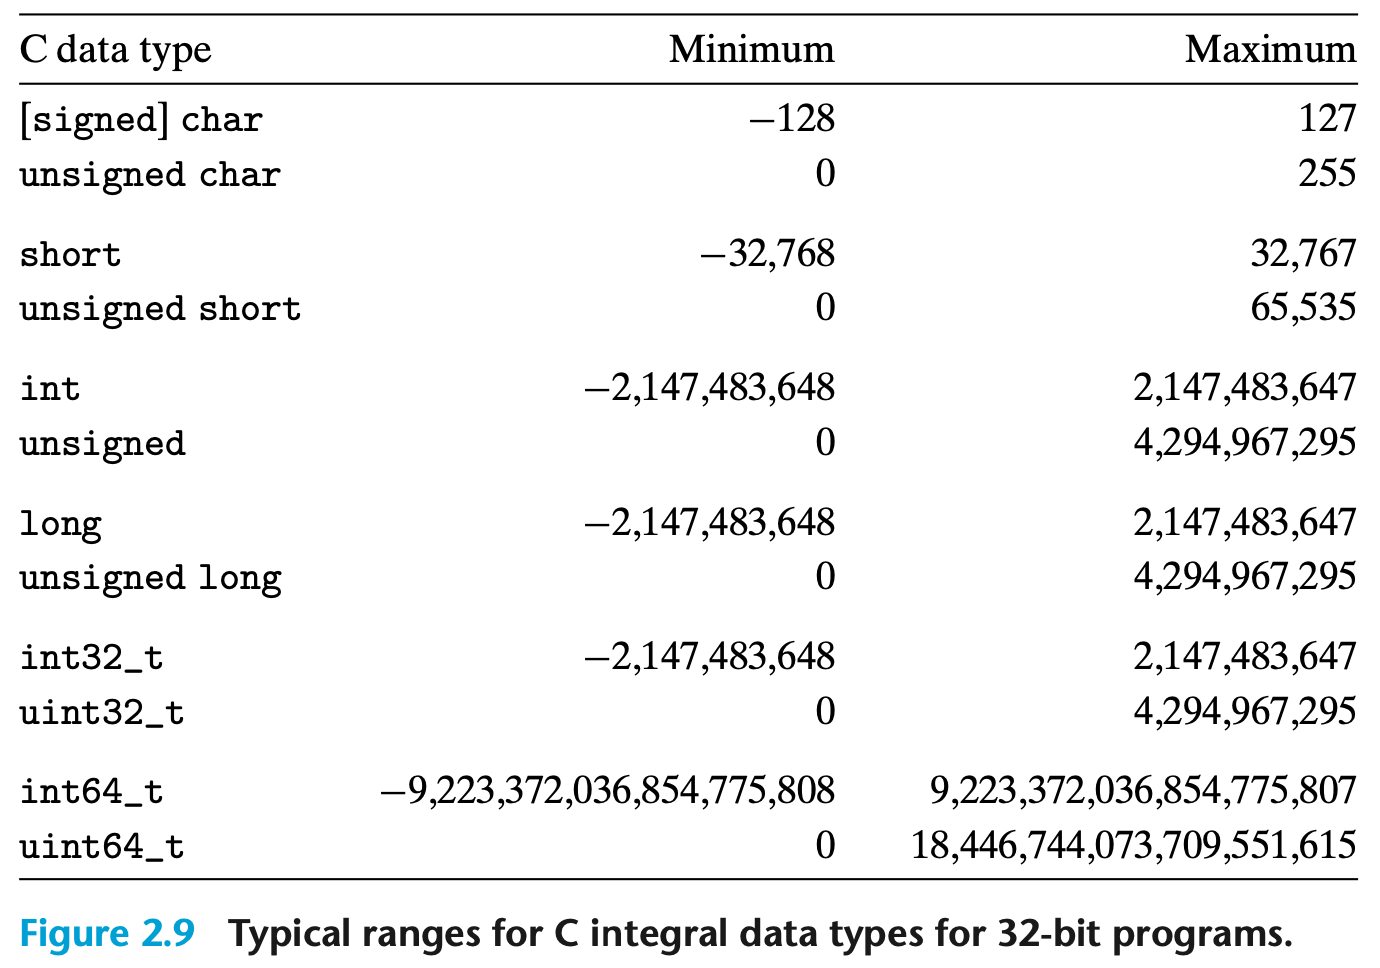 C data type Minimum Maximum
[signed] char −128 127
unsigned char 0 255
short −32,768 32,767
unsigned short 0 65,535
int −2,147,483,648 2,147,483,647
unsigned 0 4,294,967,295
long −2,147,483,648 2,147,483,647
unsigned long 0 4,294,967,295
int32_t −2,147,483,648 2,147,483,647
uint32_t 0 4,294,967,295
int64_t −9,223,372,036,854,775,808 9,223,372,036,854,775,807
uint64_t 0 18,446,744,073,709,551,615
Figure 2.9 Typical ranges for C integral data types for 32-bit programs.